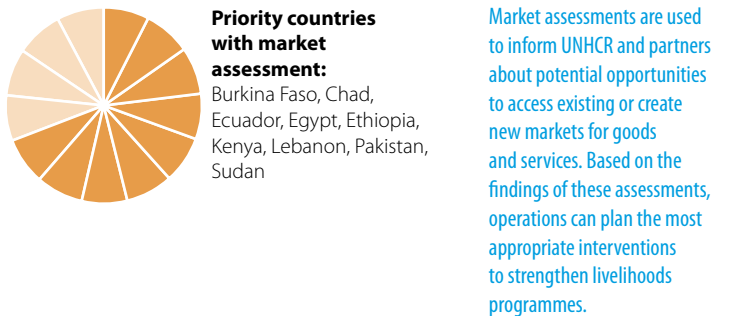 Priority countries
with market
assessment:
Burkina Faso, Chad,
Ecuador, Egypt, Ethiopia,
Kenya, Lebanon, Pakistan,
Sudan
Market assessments are used
to inform UNHCR and partners
about potential opportunities
to access existing or create
new markets for goods
and services. Based on the
findings of these assessments,
operations can plan the most
appropriate interventions
to strengthen livelihoods
programmes.